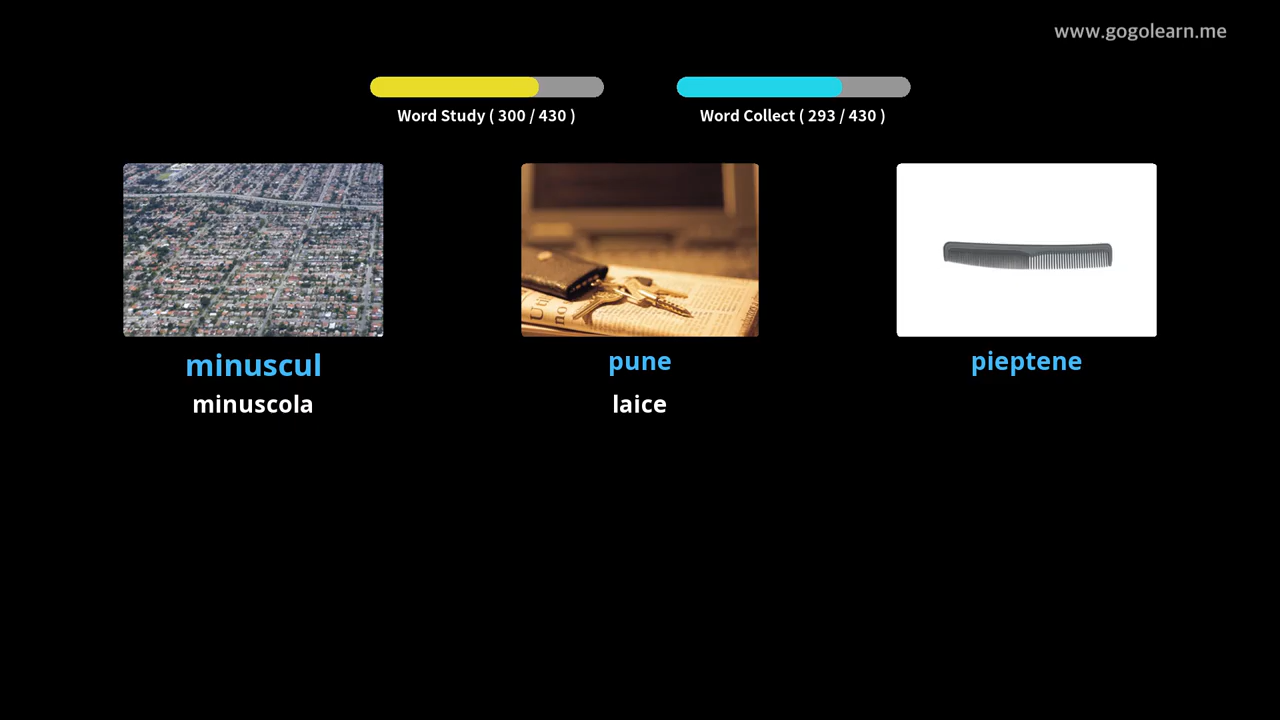 www.gogolearn.me
Word Study ( 300 / 430 )
Word Collect ( 293 / 430 )
minuscul
pune
pieptene
minuscola
laice